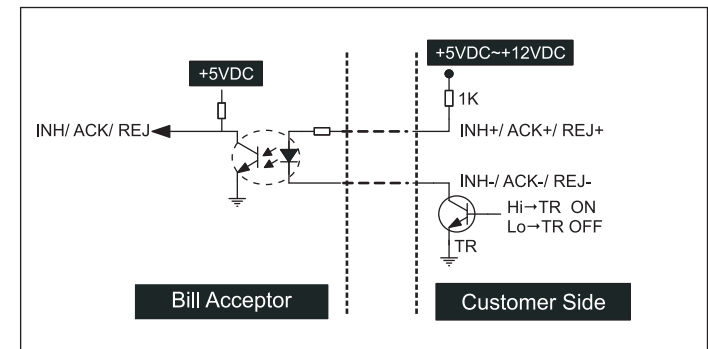 +5VDC~+12VDC
+5VDC
1K
INH/ ACK/ REJ
INH+/ ACK+/ REJ+
INH-/ ACK-/ REJ-
Hi→TR ON
Lo→TR OFF
TR
Bill Acceptor
Customer Side